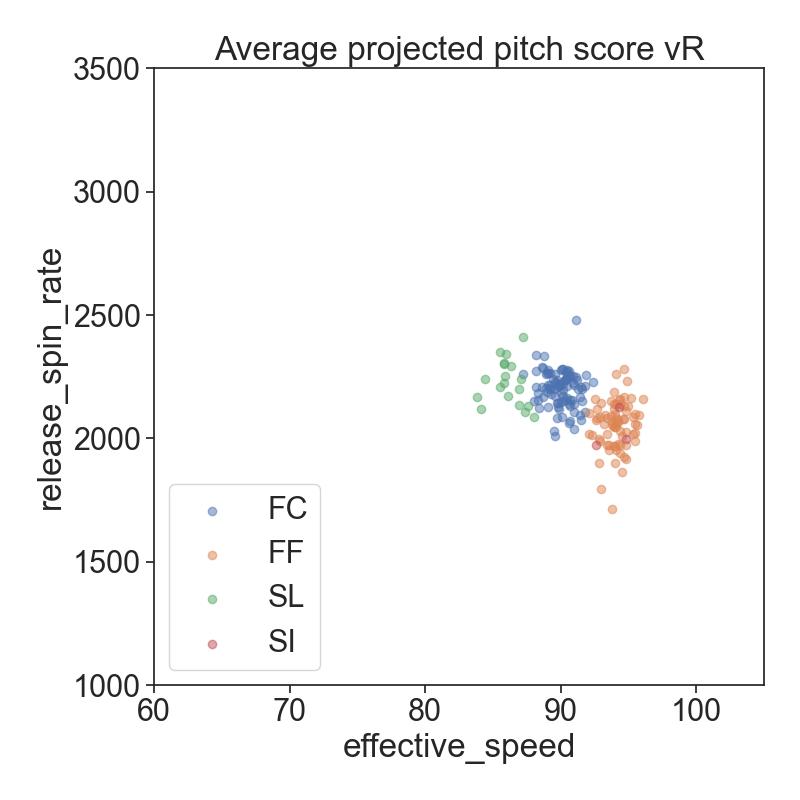 Average projected pitch score vR
3500
3000
2500
2000
1500
1000
release_spin_rate
FC
FF
SL
SI
60
70
80
90
100
effective_speed